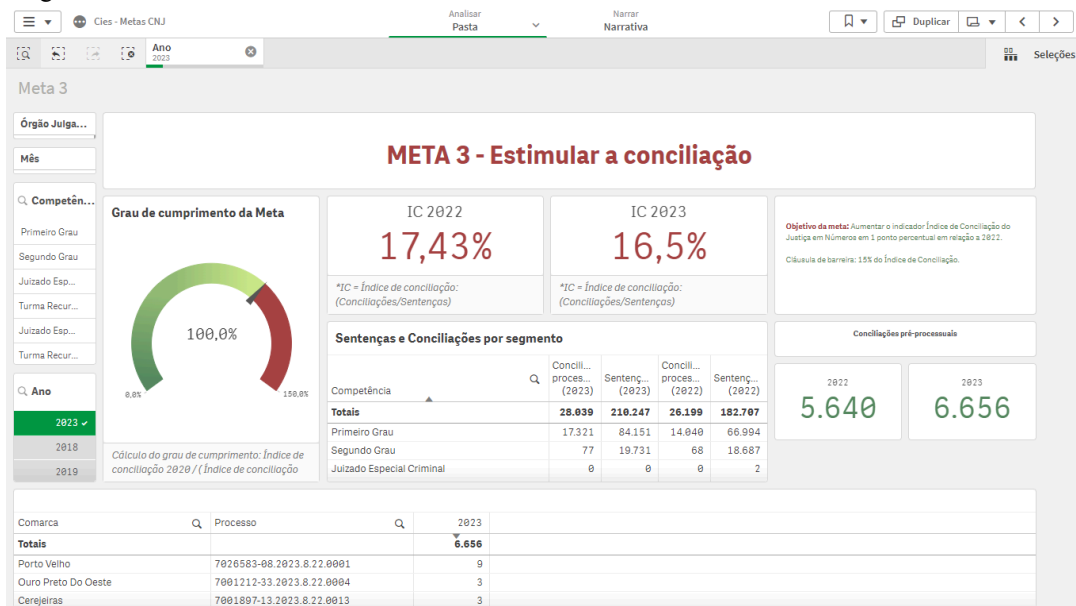 Cies - Metas CNJ
Analisar
Pasta
Narrar
Narrativa
Duplicar
Ano
2023
Seleções
Meta 3
Órgão Julga...
Mês
Competên...
Primeiro Grau
Segundo Grau
Juizado Esp...
Turma Recur...
Juizado Esp...
Turma Recur...
Ano
2023
2018
2019
META 3 - Estimular a conciliação
Grau de cumprimento da Meta
100,0%
0,0%
150,0%
Cálculo do grau de cumprimento: Índice de
conciliação 2020 / ( Índice de conciliação
IC 2022
17,43%
*IC = Índice de conciliação:
(Conciliações/Sentenças)
IC 2023
16,5%
*IC = Índice de conciliação:
(Conciliações/Sentenças)
Objetivo da meta: Aumentar o indicador Índice de Conciliação do
Justiça em Números em 1 ponto percentual em relação a 2022.
Cláusula de barreira: 15% do Índice de Conciliação.
Sentenças e Conciliações por segmento
Competência Concili... proces... (2023) Sentenç... (2023) Concili... proces... (2022) Sentenç... (2022)
Totais 28.039 210.247 26.199 182.707
Primeiro Grau 17.321 84.151 14.040 66.994
Segundo Grau 77 19.731 68 18.687
Juizado Especial Criminal 0 0 0 2
Conciliações pré-processuais
2022
5.640
2023
6.656
Comarca Processo 2023
Totais 6.656
Porto Velho 7026583-08.2023.8.22.0001 9
Ouro Preto Do Oeste 7001212-33.2023.8.22.0004 3
Cerejeiras 7001897-13.2023.8.22.0013 3